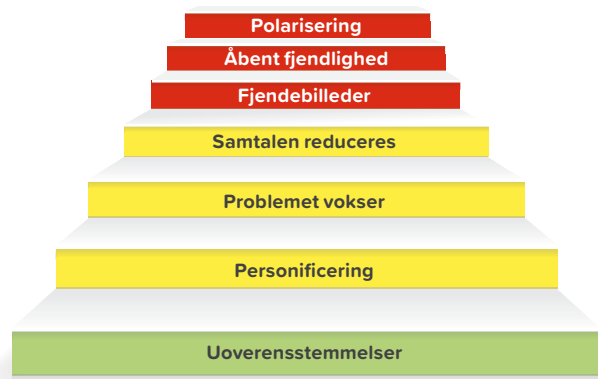 Polarisering
Åbent fjendlighed
Fjendebilleder
Samtalen reduceres
Problemet vokser
Personificering
Uoverensstemmelser